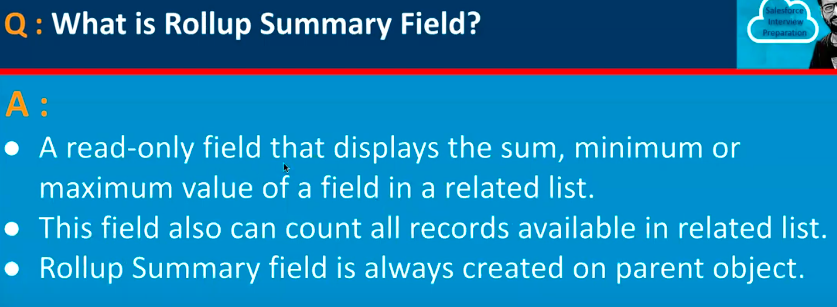 Q : What is Rollup Summary Field?
Salesforce
Interview
Preparation
A :
● A read-only field that displays the sum, minimum or
maximum value of a field in a related list.
● This field also can count all records available in related list.
● Rollup Summary field is always created on parent object.